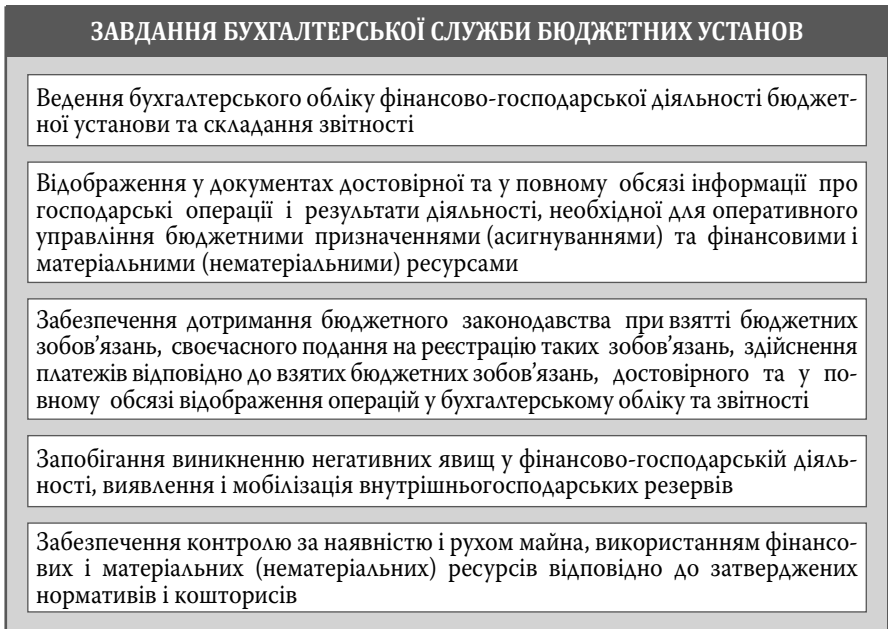 ЗАВДАННЯ БУХГАЛТЕРСЬКОЇ СЛУЖБИ БЮДЖЕТНИХ УСТАНОВ
Ведення бухгалтерського обліку фінансово-господарської діяльності бюджет-
ної установи та складання звітності
Відображення у документах достовірної та у повному обсязі інформації про
господарські операції і результати діяльності, необхідної для оперативного
управління бюджетними призначеннями (асигнуваннями) та фінансовими і
матеріальними (нематеріальними) ресурсами
Забезпечення дотримання бюджетного законодавства при взятті бюджетних
зобов'язань, своєчасного подання на реєстрацію таких зобов'язань, здійснення
платежів відповідно до взятих бюджетних зобов'язань, достовірного та у по-
вному обсязі відображення операцій у бухгалтерському обліку та звітності
Запобігання виникненню негативних явищ у фінансово-господарській діяль-
ності, виявлення і мобілізація внутрішньогосподарських резервів
Забезпечення контролю за наявністю і рухом майна, використанням фінансо-
вих і матеріальних (нематеріальних) ресурсів відповідно до затверджених
нормативів і кошторисів